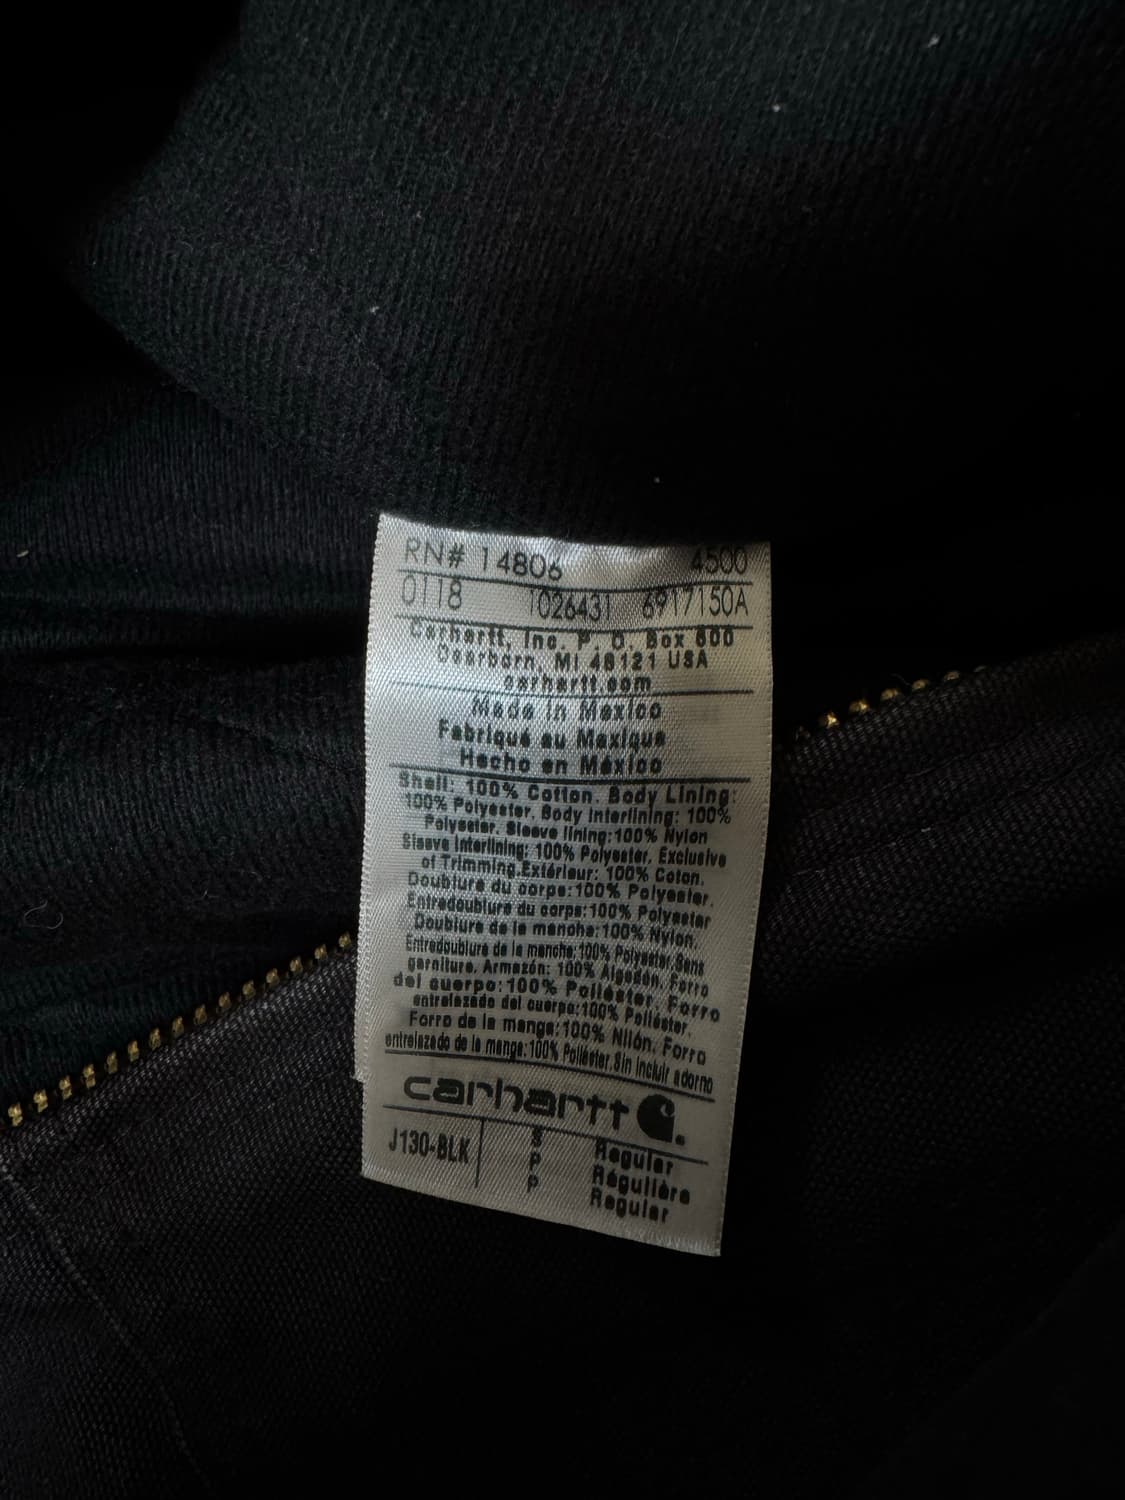 RN# 14806 4500
0118 1026431 6917150A
Carhartt, Inc. P. O. Box 600
Dearborn, MI 48121 USA
carhartt.com
Made in Mexico
Fabriqué au Mexique
Hecho en México
Shell: 100% Cotton. Body Lining:
100% Polyester. Body Interlining: 100%
Polyester. Sleeve lining:100% Nylon
Sleeve Interlining: 100% Polyester. Exclusive
of Trimming.Extérieur: 100% Coton.
Doublure du corps:100% Polyester.
Entredoublure du corps:100% Polyester
Doublure de la manche:100% Nylon.
Entredoublure de la manche:100% Polyester.Sans
garniture. Armazón: 100% Algodón. Forro
del cuerpo:100% Poliéster. Forro
entrelazado del cuerpo:100% Poliéster.
Forro de la manga:100% Nilón. Forro
entrelazado de la manga:100% Poliéster.Sin incluir adorno
carhartt
J130-BLK S Regular
P Régulière
P Regular